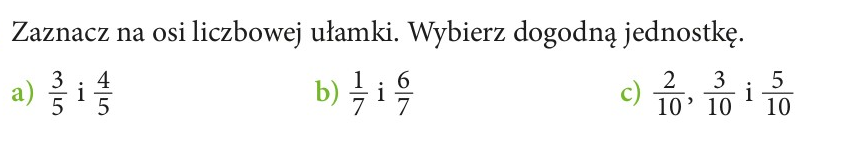 Zaznacz na osi liczbowej ułamki. Wybierz dogodną jednostkę.
a) 3/5 i 4/5 b) 1/7 i 6/7 c) 2/10, 3/10 i 5/10